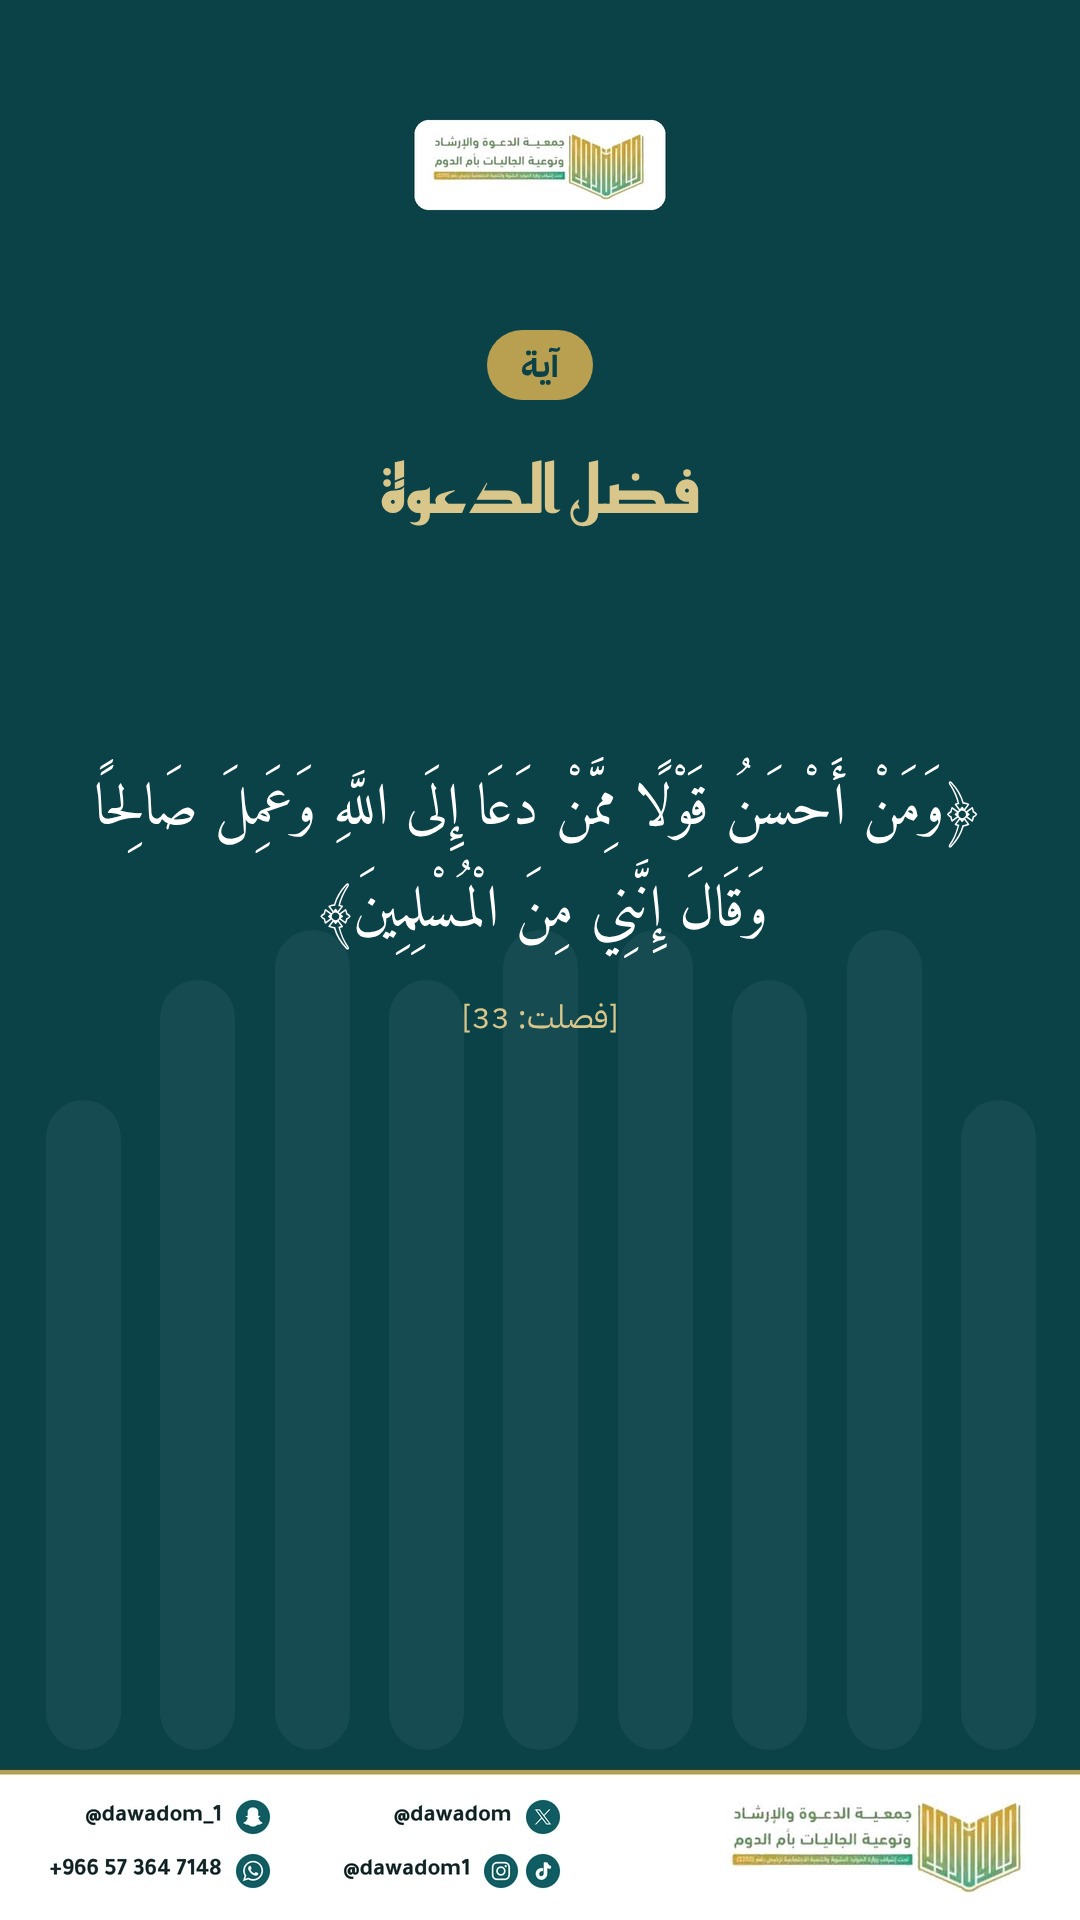 جمعية الدعوة والإرشاد
وتوعية الجاليات بأم الدوم
آية
فضل الدعوة
﴿وَمَنْ أَحْسَنُ قَوْلًا مِمَّنْ دَعَا إِلَى اللَّهِ وَعَمِلَ صَالِحًا
وَقَالَ إِنَّنِي مِنَ الْمُسْلِمِينَ﴾
[فصلت: 33]
جمعية الدعوة والإرشاد
وتوعية الجاليات بأم الدوم
@dawadom
@dawadom_1
@dawadom1
+966 57 364 7148